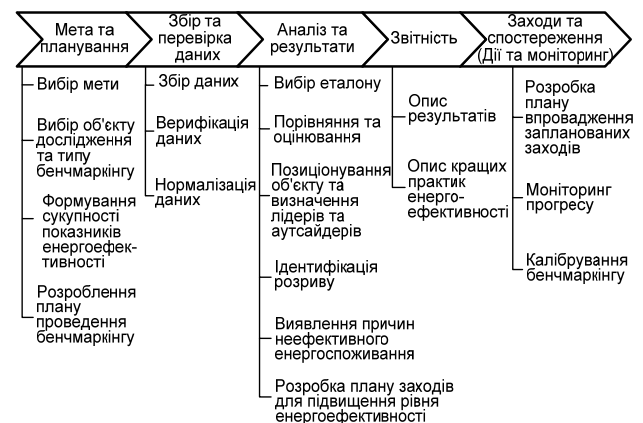 Мета та
планування
Збір та
перевірка
даних
Аналіз та
результати
Звітність
Заходи та
спостереження
(Дії та моніторинг)
Вибір мети
Вибір об'єкту
дослідження
та типу
бенчмаркінгу
Формування
сукупності
показників
енергоефек-
тивності
Розроблення
плану
проведення
бенчмаркінгу
Збір даних
Верифікація
даних
Нормалізація
даних
Вибір еталону
Порівняння та
оцінювання
Позиціонування
об'єкту та
визначення
лідерів та
аутсайдерів
Ідентифікація
розриву
Виявлення причин
неефективного
енергоспоживання
Розробка плану заходів
для підвищення рівня
енергоефективності
Опис
результатів
Опис кращих
практик
енерго-
ефективності
Розробка
плану
впровадження
запланованих
заходів
Моніторинг
прогресу
Калібрування
бенчмаркінгу